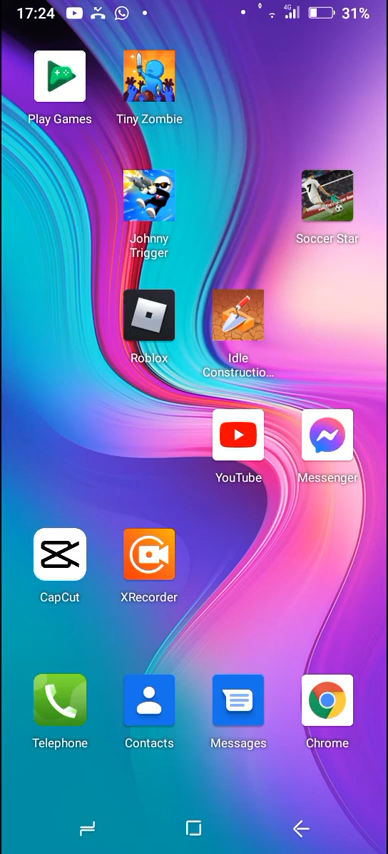 17:24
4G
31%
Play Games
Tiny Zombie
Johnny
Trigger
Soccer Star
Roblox
Idle
Constructio...
YouTube
Messenger
CapCut
XRecorder
Telephone
Contacts
Messages
Chrome